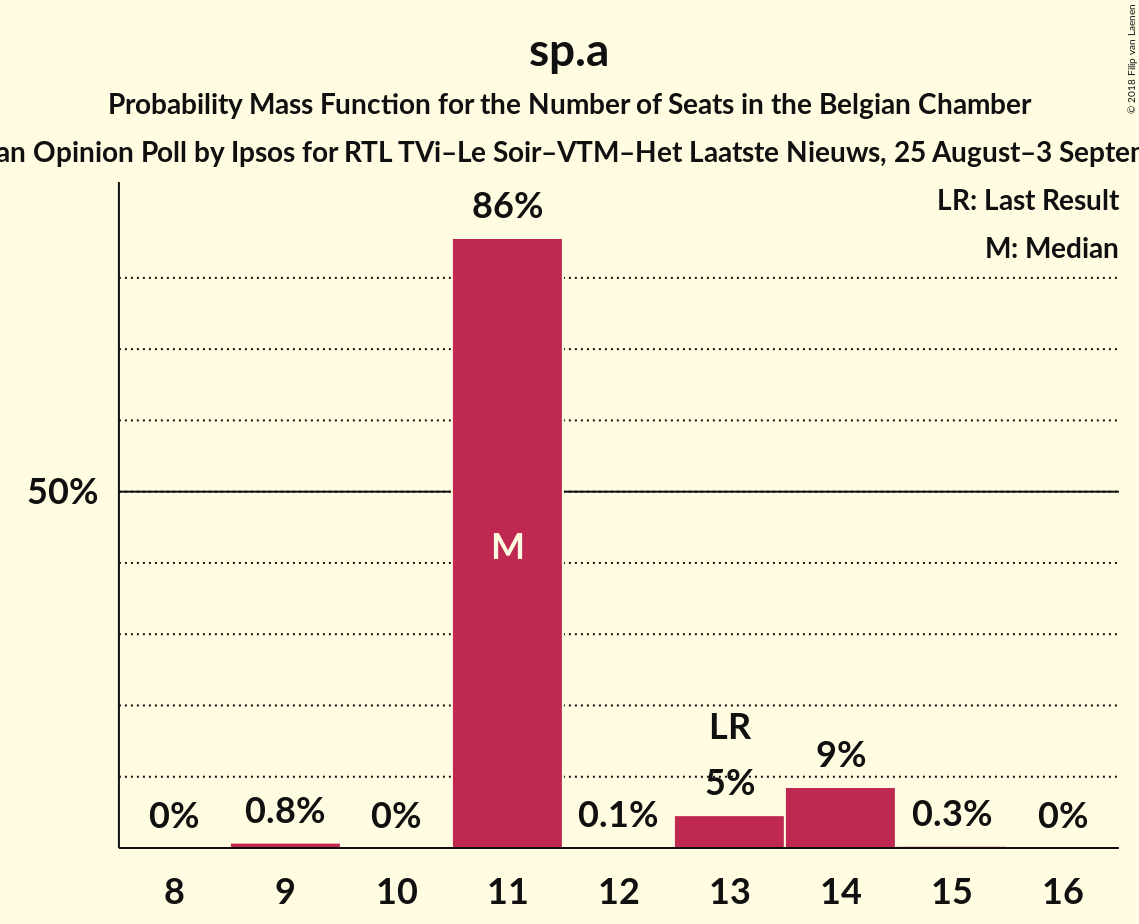 © 2018 Filip van Laenen
sp.a
Probability Mass Function for the Number of Seats in the Belgian Chamber
an Opinion Poll by Ipsos for RTL TVi–Le Soir–VTM–Het Laatste Nieuws, 25 August–3 Septem
LR: Last Result
M: Median
86%
50%
M
LR
5%
9%
0%
0.8%
0%
0.1%
0.3%
0%
8 9 10 11 12 13 14 15 16